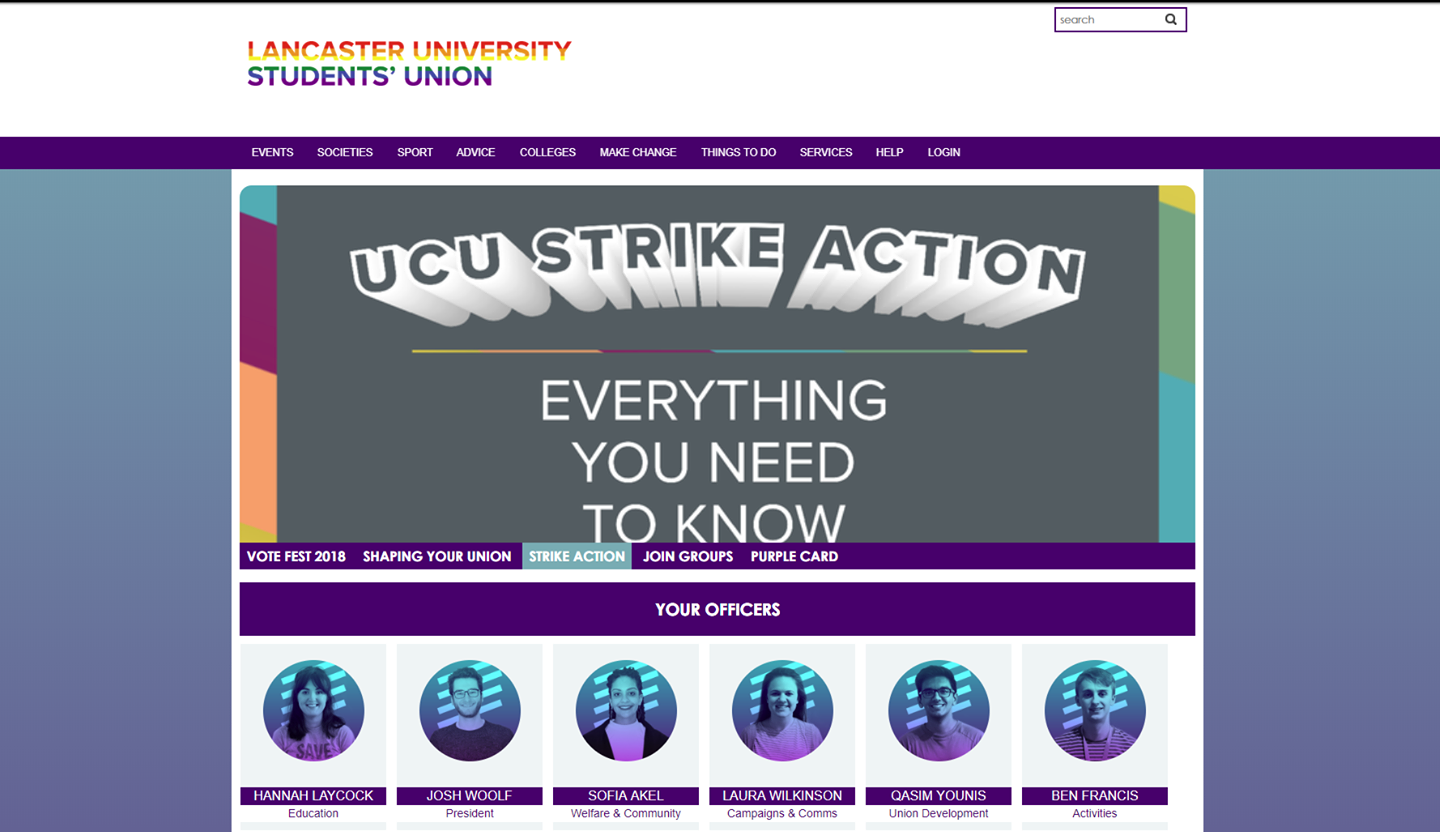 search
LANCASTER UNIVERSITY
STUDENTS' UNION
EVENTS SOCIETIES SPORT ADVICE COLLEGES MAKE CHANGE THINGS TO DO SERVICES HELP LOGIN
UCU STRIKE ACTION
EVERYTHING
YOU NEED
TO KNOW
VOTE FEST 2018 SHAPING YOUR UNION STRIKE ACTION JOIN GROUPS PURPLE CARD
YOUR OFFICERS
SAVE
HANNAH LAYCOCK JOSH WOOLF SOFIA AKEL LAURA WILKINSON QASIM YOUNIS BEN FRANCIS
Education President Welfare & Community Campaigns & Comms Union Development Activities